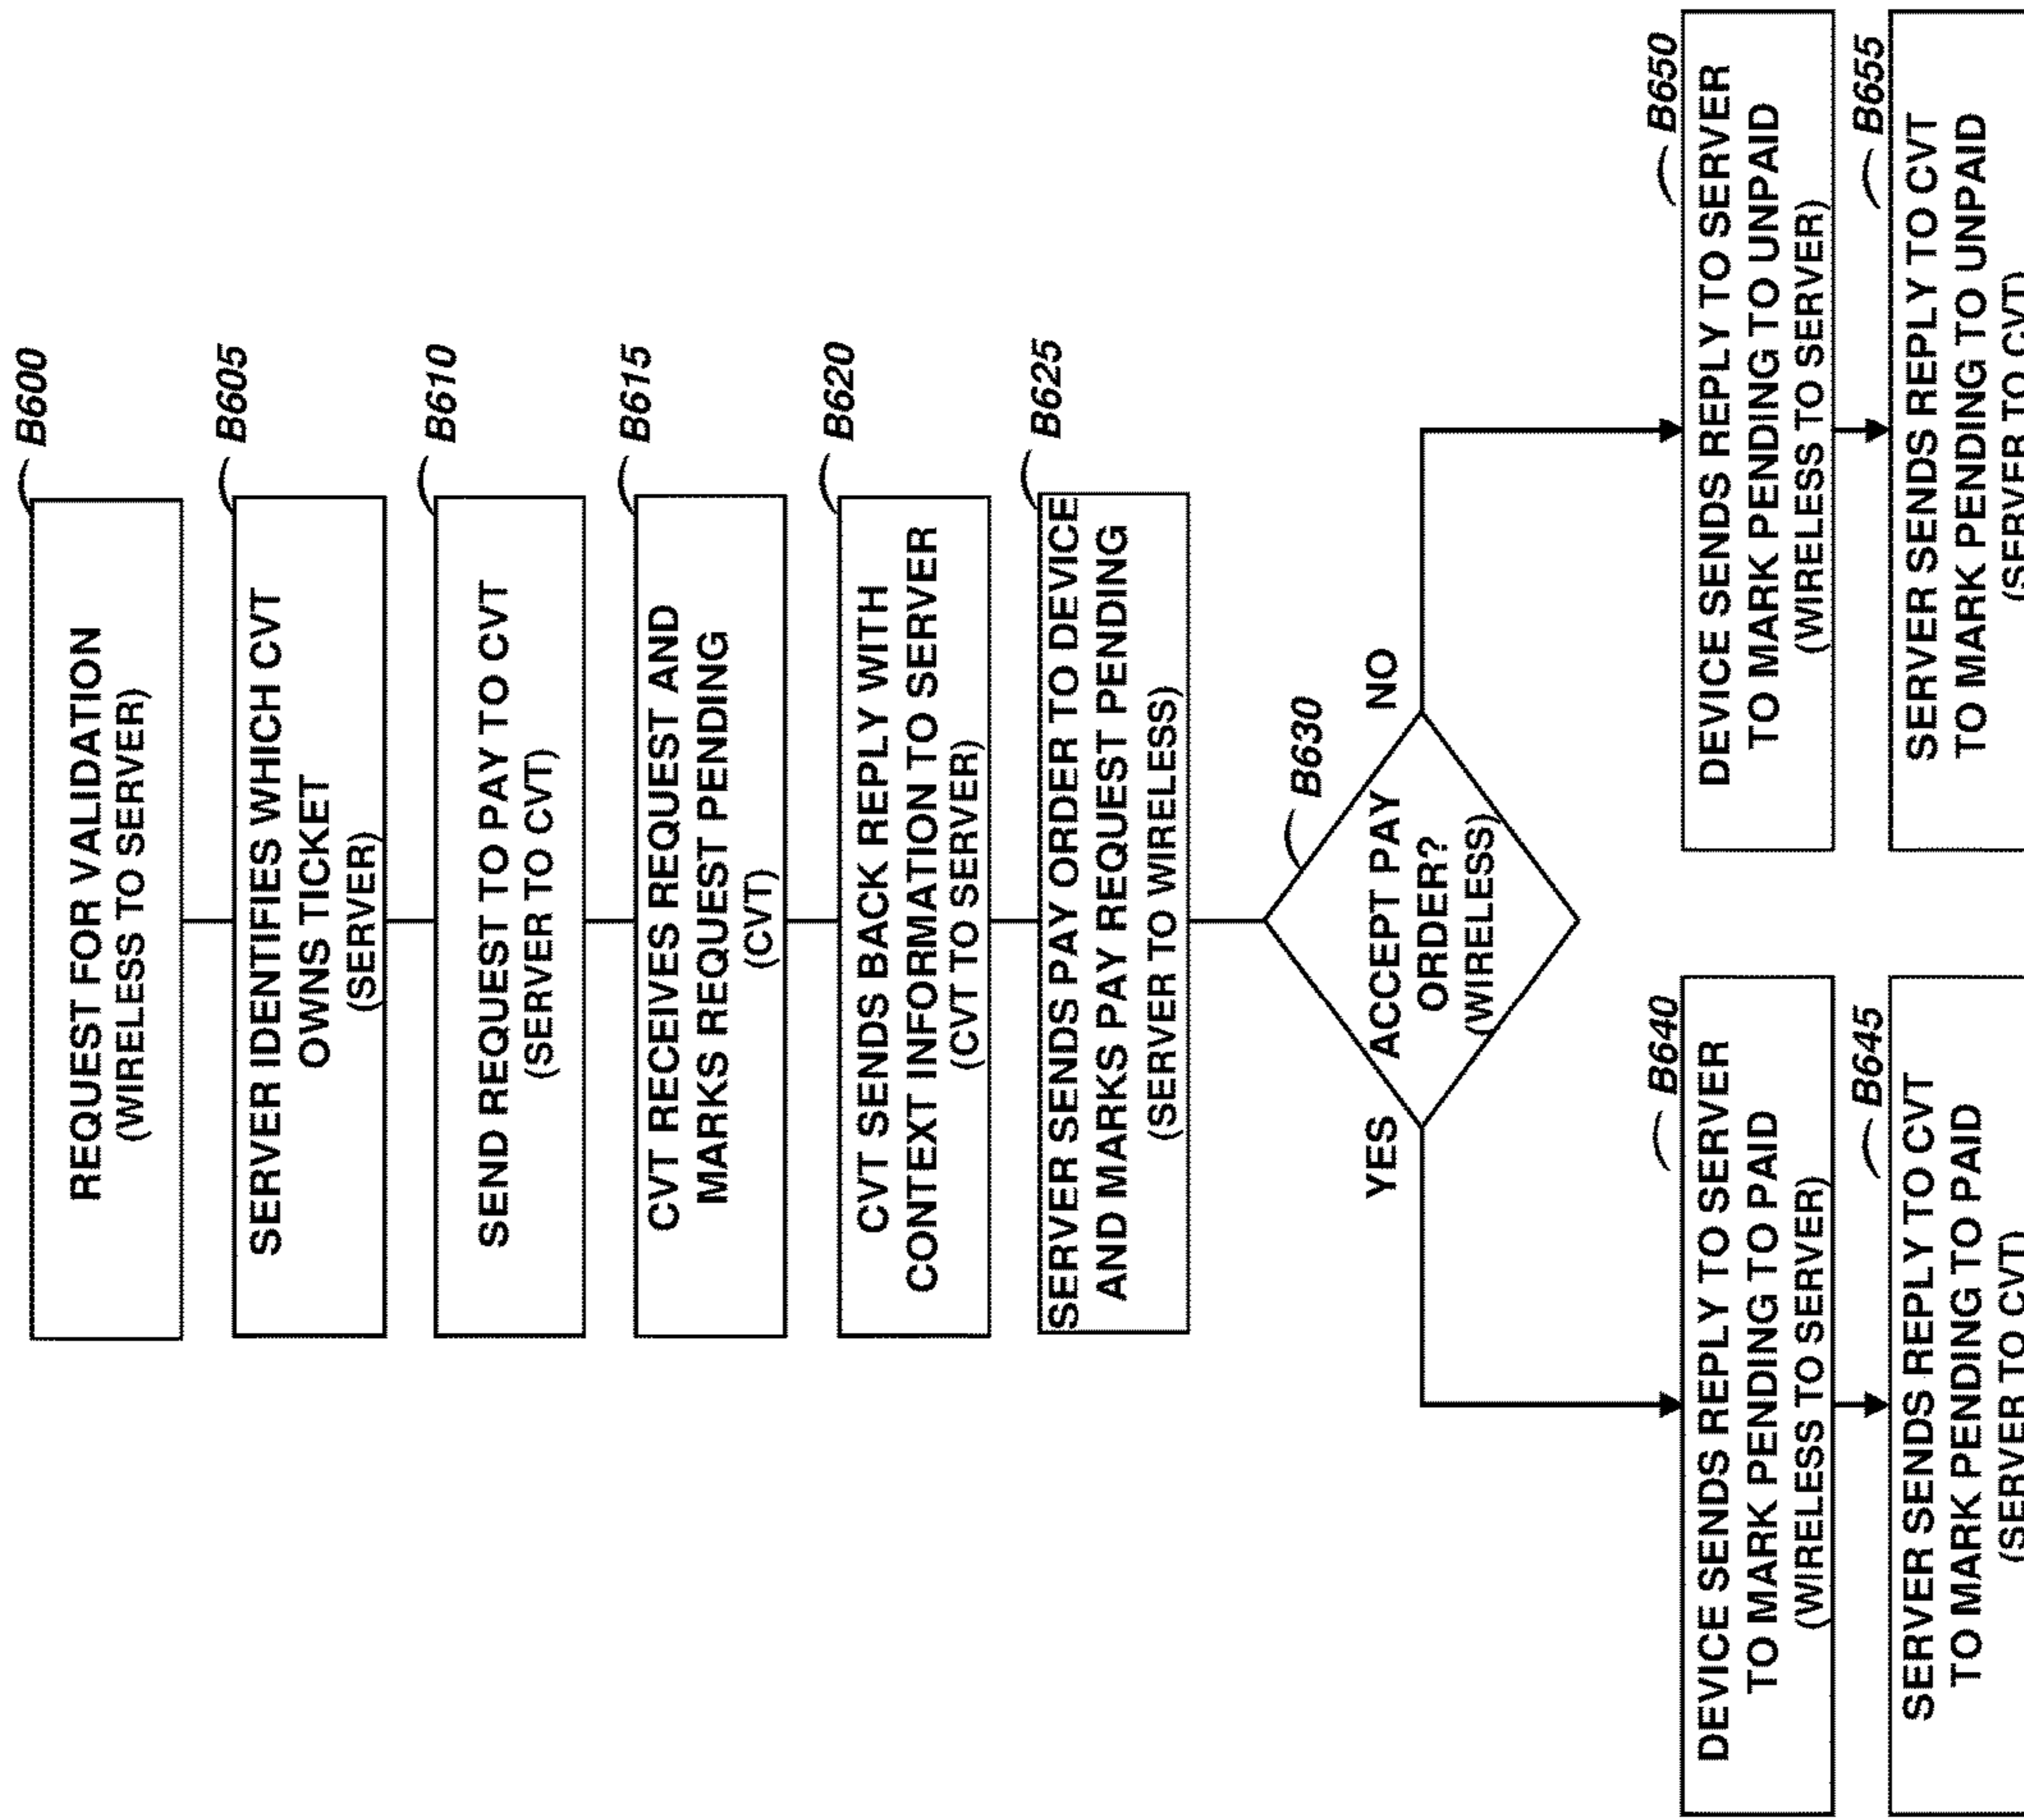 B600
REQUEST FOR VALIDATION
(WIRELESS TO SERVER)
B605
SERVER IDENTIFIES WHICH CVT
OWNS TICKET
(SERVER)
B610
SEND REQUEST TO PAY TO CVT
(SERVER TO CVT)
B615
CVT RECEIVES REQUEST AND
MARKS REQUEST PENDING
(CVT)
B620
CVT SENDS BACK REPLY WITH
CONTEXT INFORMATION TO SERVER
(CVT TO SERVER)
B625
SERVER SENDS PAY ORDER TO DEVICE
AND MARKS PAY REQUEST PENDING
(SERVER TO WIRELESS)
B630
ACCEPT PAY
ORDER?
(WIRELESS)
YES
NO
B640
DEVICE SENDS REPLY TO SERVER
TO MARK PENDING TO PAID
(WIRELESS TO SERVER)
B645
SERVER SENDS REPLY TO CVT
TO MARK PENDING TO PAID
(SERVER TO CVT)
B650
DEVICE SENDS REPLY TO SERVER
TO MARK PENDING TO UNPAID
(WIRELESS TO SERVER)
B655
SERVER SENDS REPLY TO CVT
TO MARK PENDING TO UNPAID
(SERVER TO CVT)